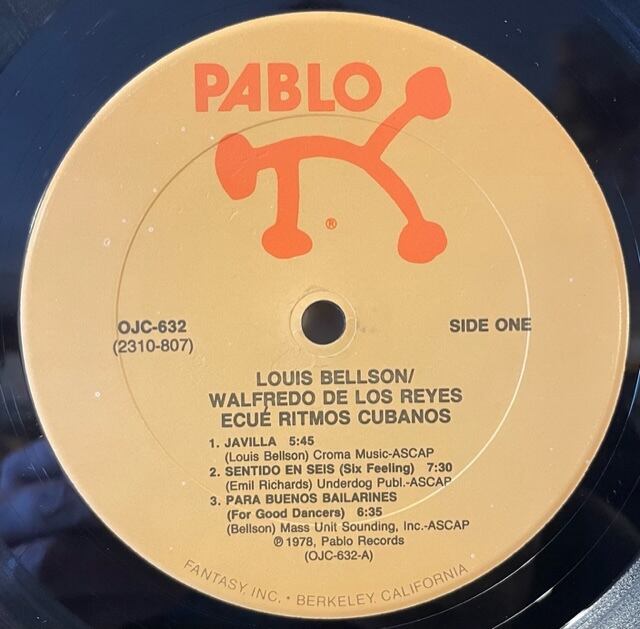 PABLO
®
OJC-632
(2310-807)
SIDE ONE
LOUIS BELLSON/
WALFREDO DE LOS REYES
ECUÉ RITMOS CUBANOS
1. JAVILLA 5:45
(Louis Bellson) Croma Music-ASCAP
2. SENTIDO EN SEIS (Six Feeling) 7:30
(Emil Richards) Underdog Publ.-ASCAP
3. PARA BUENOS BAILARINES
(For Good Dancers) 6:35
(Bellson) Mass Unit Sounding, Inc.-ASCAP
℗ 1978, Pablo Records
(OJC-632-A)
FANTASY, INC. • BERKELEY, CALIFORNIA